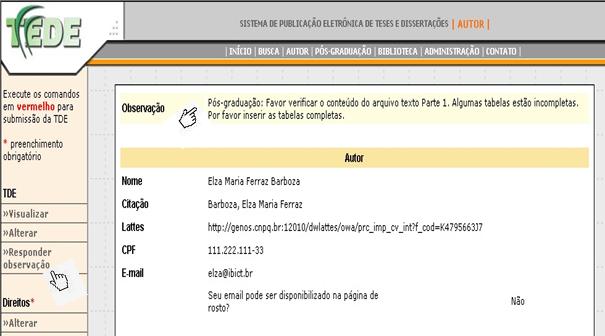 TEDE
SISTEMA DE PUBLICAÇÃO ELETRÔNICA DE TESES E DISSERTAÇÕES | AUTOR |
| INÍCIO | BUSCA | AUTOR | PÓS-GRADUAÇÃO | BIBLIOTECA | ADMINISTRAÇÃO | CONTATO |
Execute os comandos
em vermelho para
submissão da TDE
* preenchimento
obrigatório
TDE
»Visualizar
»Alterar
»Responder
observação
Direitos*
»Alterar
Observação
Pós-graduação: Favor verificar o conteúdo do arquivo texto Parte 1. Algumas tabelas estão incompletas.
Por favor inserir as tabelas completas.
Autor
Nome Elza Maria Ferraz Barboza
Citação Barboza, Elza Maria Ferraz
Lattes http://genos.cnpq.br:12010/dwlattes/owa/prc_imp_cv_int?f_cod=K4795663J7
CPF 111.222.111-33
E-mail elza@ibict.br
Seu email pode ser disponibilizado na página de
rosto? Não